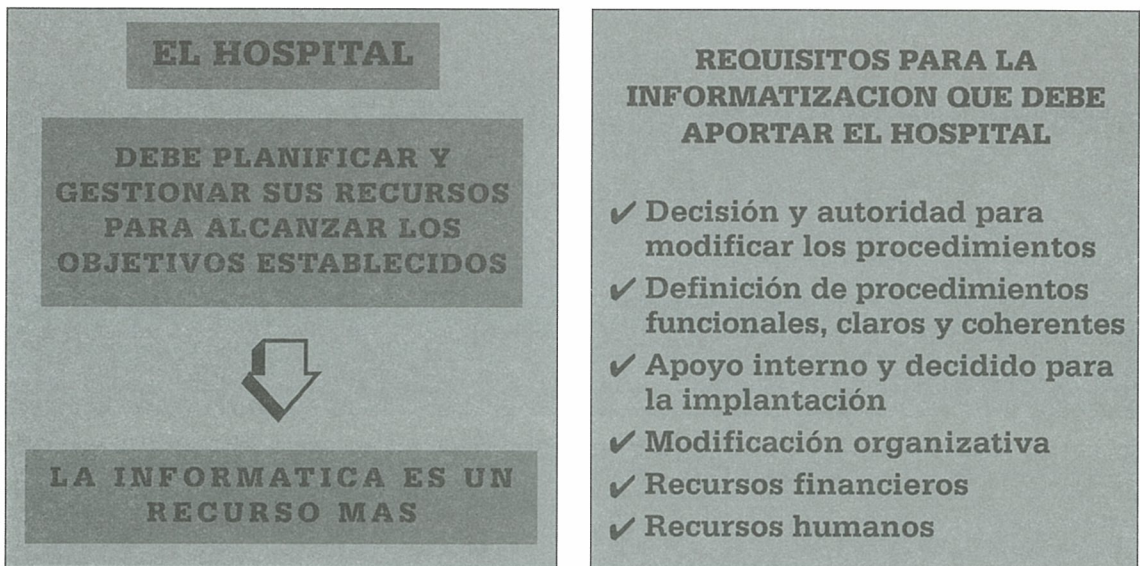 EL HOSPITAL
DEBE PLANIFICAR Y
GESTIONAR SUS RECURSOS
PARA ALCANZAR LOS
OBJETIVOS ESTABLECIDOS
LA INFORMATICA ES UN
RECURSO MAS
REQUISITOS PARA LA
INFORMATIZACION QUE DEBE
APORTAR EL HOSPITAL
✔ Decisión y autoridad para
modificar los procedimientos
✔ Definición de procedimientos
funcionales, claros y coherentes
✔ Apoyo interno y decidido para
la implantación
✔ Modificación organizativa
✔ Recursos financieros
✔ Recursos humanos